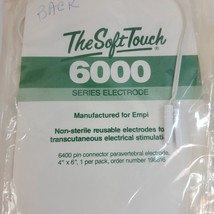 BACK
The Soft Touch®
6000
SERIES ELECTRODE
Manufactured for Empi
Non-sterile reusable electrodes fo
transcutaneous electrical stimulati
6400 pin connector paravertebral electrode,
4" x 6", 1 per pack, order number